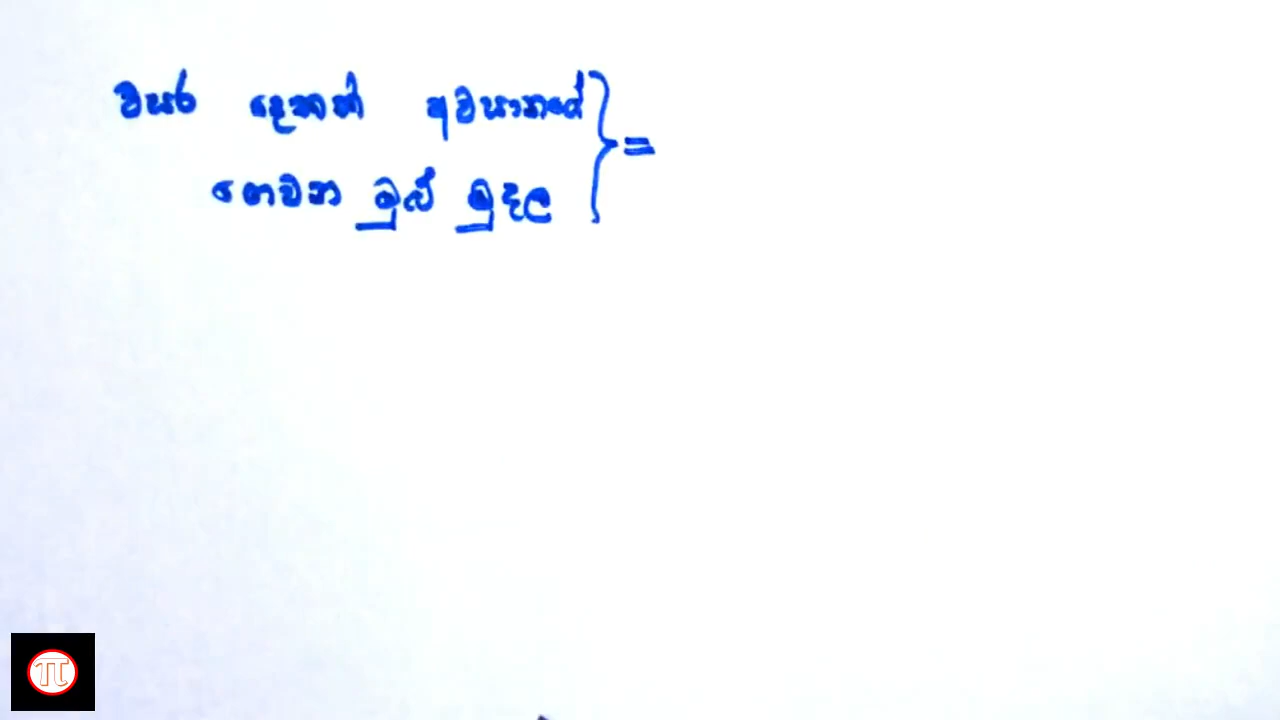 වසර දෙකක් අවසානයේ
ගෙවන මුළු මුදල } =
π